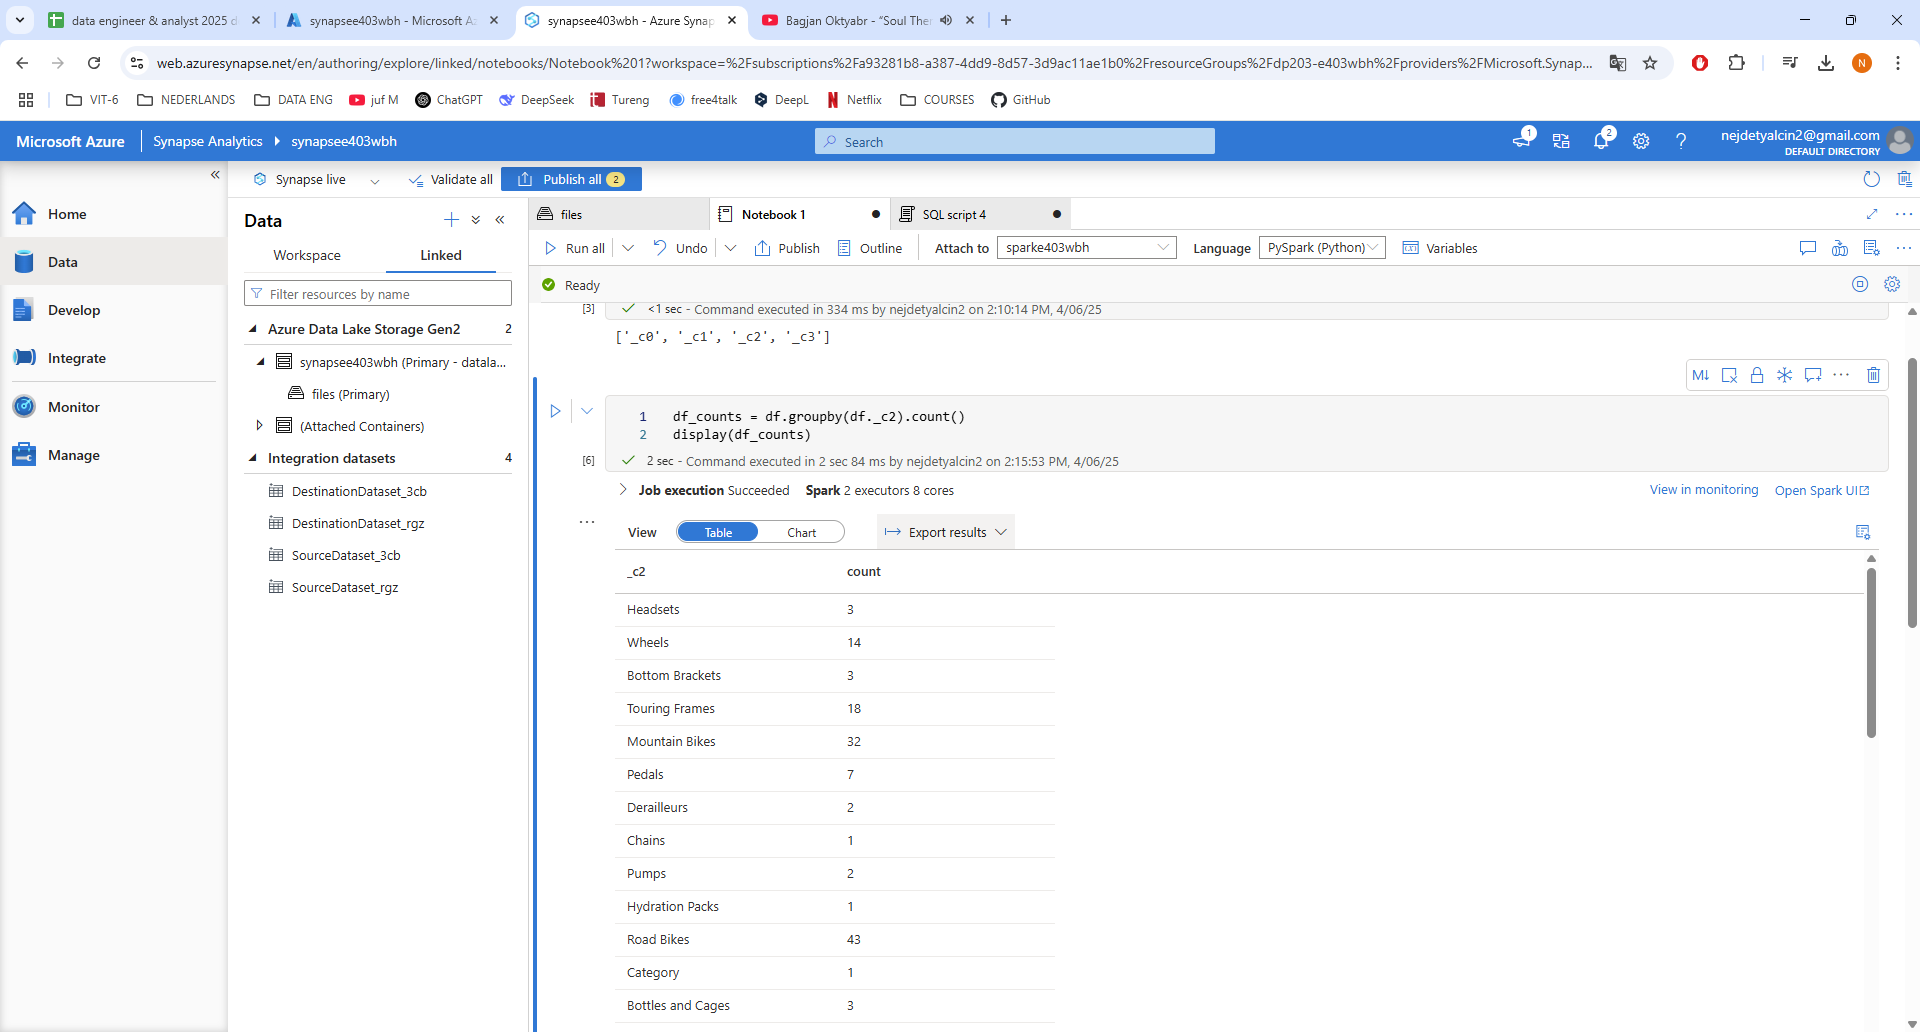 data engineer & analyst 2025 d
synapsee403wbh - Microsoft Az
synapsee403wbh - Azure Synap
Bagjan Oktyabr - “Soul Ther
web.azuresynapse.net/en/authoring/explore/linked/notebooks/Notebook%201?workspace=%2Fsubscriptions%2Fa93281b8-a387-4dd9-8d57-3d9ac11ae1b0%2FresourceGroups%2Fdp203-e403wbh%2Fproviders%2FMicrosoft.Synap...
N
VIT-6
NEDERLANDS
DATA ENG
juf M
ChatGPT
DeepSeek
Tureng
free4talk
DeepL
Netflix
COURSES
GitHub
Microsoft Azure
Synapse Analytics
synapsee403wbh
Search
1
2
nejdetyalcin2@gmail.com
DEFAULT DIRECTORY
Synapse live
Validate all
Publish all 2
Home
Data
Develop
Integrate
Monitor
Manage
Data
Workspace
Linked
Filter resources by name
Azure Data Lake Storage Gen2 2
synapsee403wbh (Primary - datala...
files (Primary)
(Attached Containers)
Integration datasets 4
DestinationDataset_3cb
DestinationDataset_rgz
SourceDataset_3cb
SourceDataset_rgz
files
Notebook 1
SQL script 4
Run all
Undo
Publish
Outline
Attach to sparke403wbh
Language PySpark (Python)
Variables
Ready
[3] <1 sec - Command executed in 334 ms by nejdetyalcin2 on 2:10:14 PM, 4/06/25
['_c0', '_c1', '_c2', '_c3']
M↓
1 df_counts = df.groupby(df._c2).count()
2 display(df_counts)
[6] 2 sec - Command executed in 2 sec 84 ms by nejdetyalcin2 on 2:15:53 PM, 4/06/25
Job execution Succeeded Spark 2 executors 8 cores
View in monitoring
Open Spark UI
View Table Chart
Export results
_c2 count
Headsets 3
Wheels 14
Bottom Brackets 3
Touring Frames 18
Mountain Bikes 32
Pedals 7
Derailleurs 2
Chains 1
Pumps 2
Hydration Packs 1
Road Bikes 43
Category 1
Bottles and Cages 3